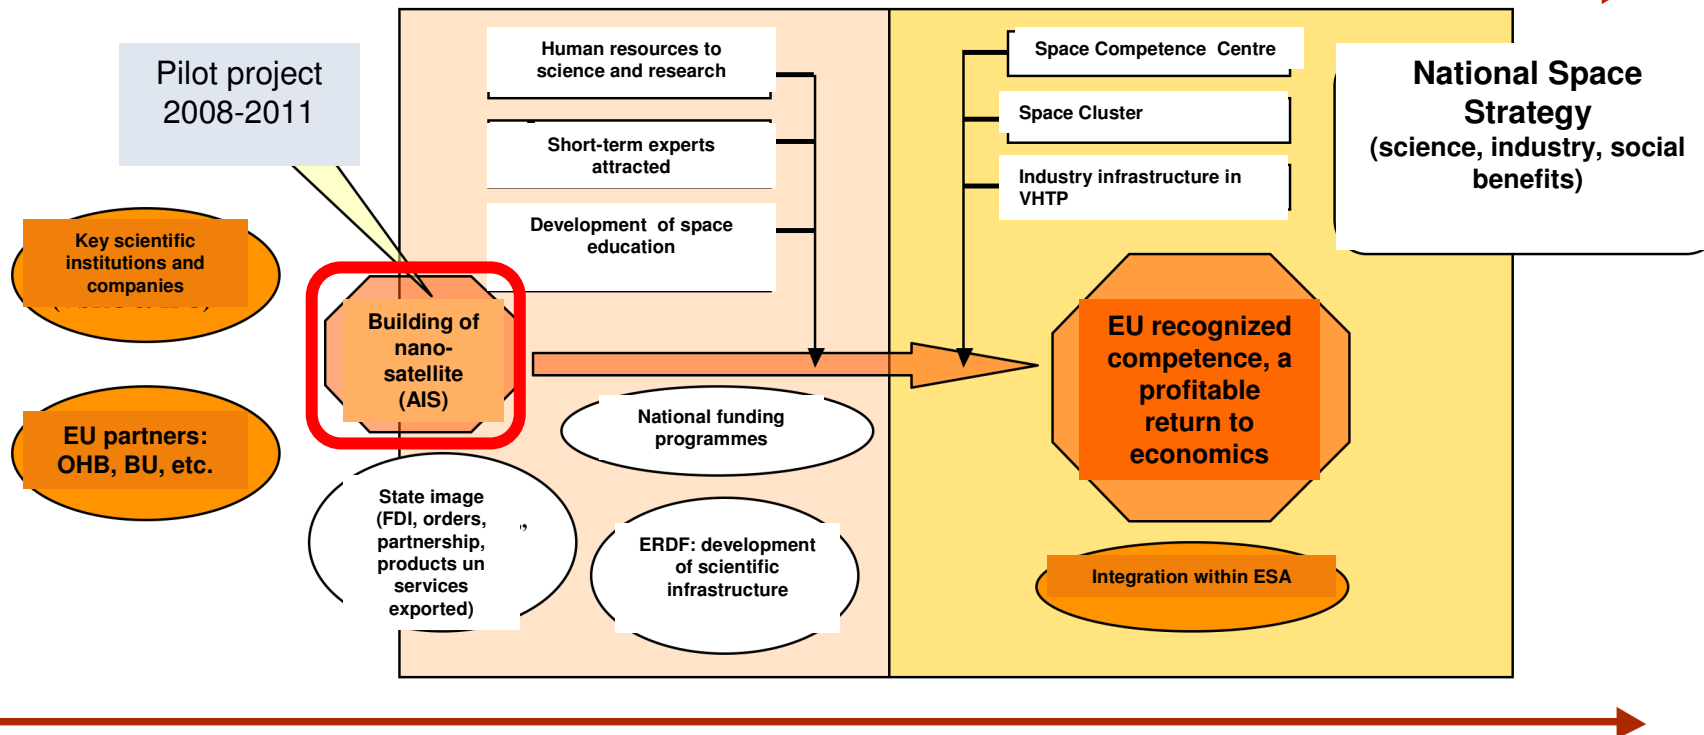 Pilot project
2008-2011
Key scientific
institutions and
companies
EU partners:
OHB, BU, etc.
Building of
nano-
satellite
(AIS)
State image
(FDI, orders,
partnership,
products un
services
exported)
Human resources to
science and research
Short-term experts
attracted
Development of space
education
National funding
programmes
ERDF: development
of scientific
infrastructure
Space Competence Centre
Space Cluster
Industry infrastructure in
VHTP
EU recognized
competence, a
profitable
return to
economics
Integration within ESA
National Space
Strategy
(science, industry, social
benefits)